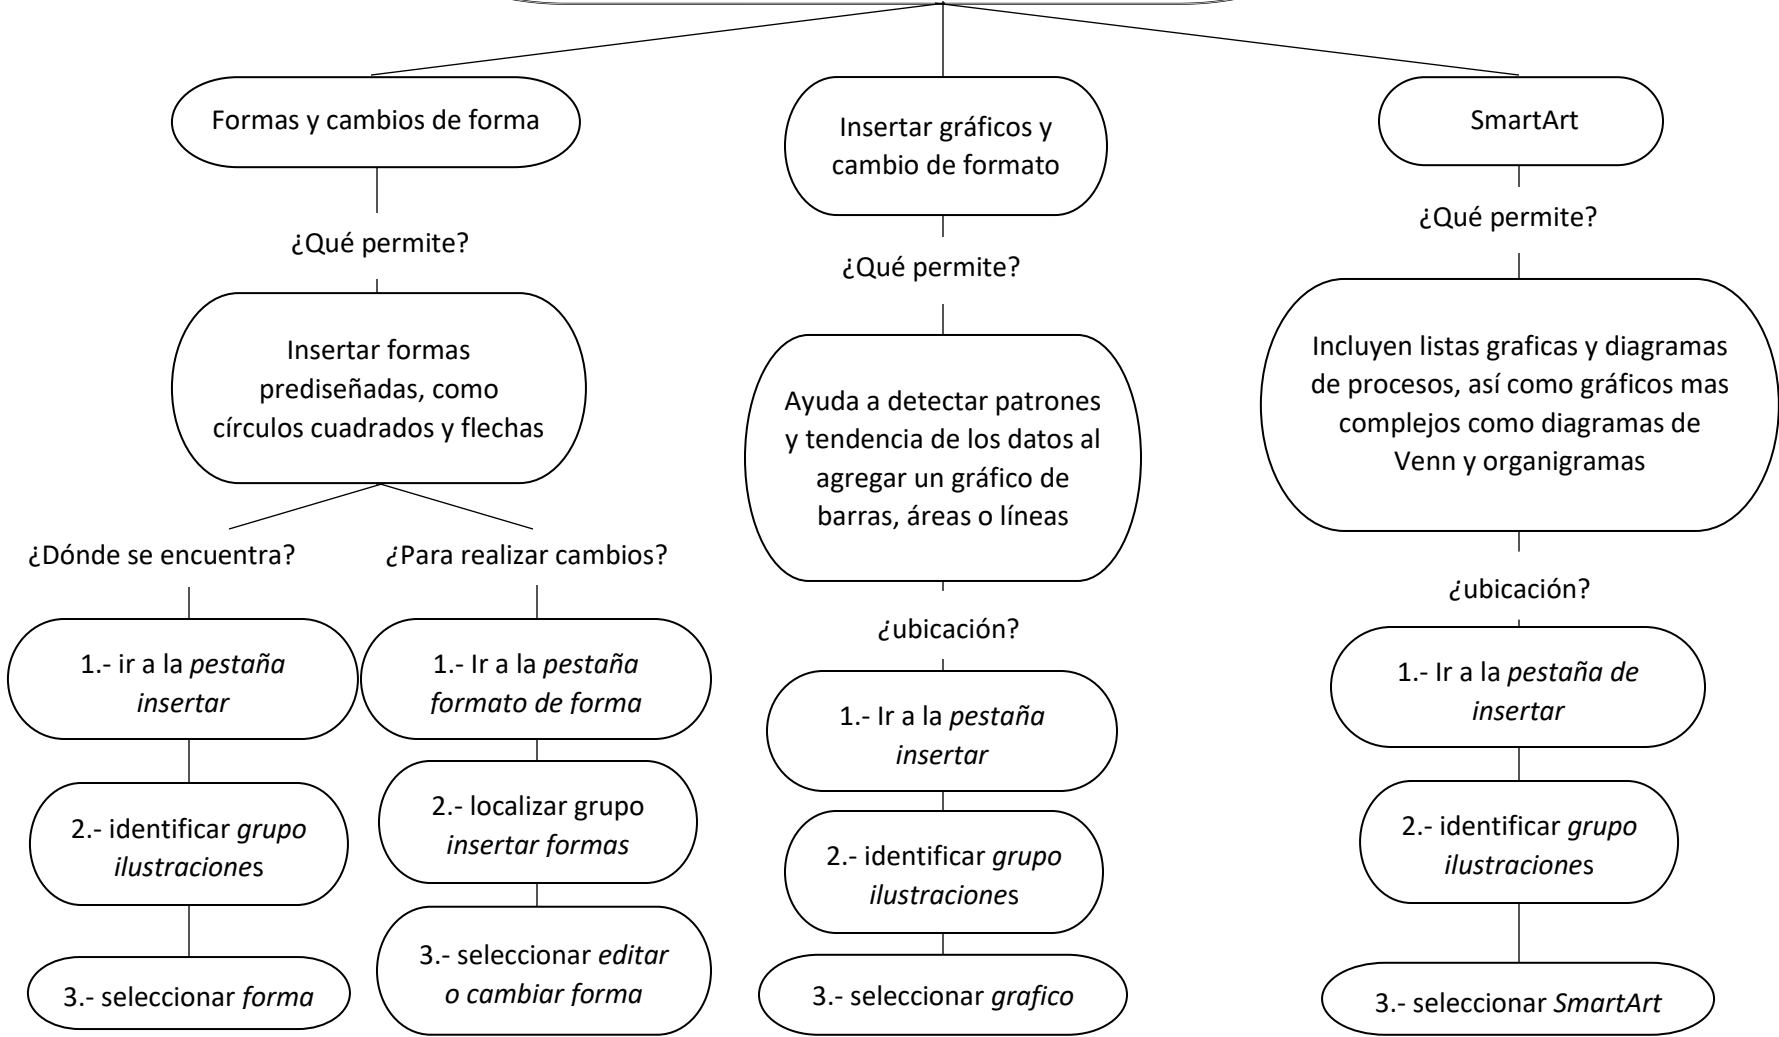 Formas y cambios de forma
¿Qué permite?
Insertar formas
prediseñadas, como
círculos cuadrados y flechas
¿Dónde se encuentra?
1.- ir a la pestaña
insertar
2.- identificar grupo
ilustraciones
3.- seleccionar forma
¿Para realizar cambios?
1.- Ir a la pestaña
formato de forma
2.- localizar grupo
insertar formas
3.- seleccionar editar
o cambiar forma
Insertar gráficos y
cambio de formato
¿Qué permite?
Ayuda a detectar patrones
y tendencia de los datos al
agregar un gráfico de
barras, áreas o líneas
¿ubicación?
1.- Ir a la pestaña
insertar
2.- identificar grupo
ilustraciones
3.- seleccionar grafico
SmartArt
¿Qué permite?
Incluyen listas graficas y diagramas
de procesos, así como gráficos mas
complejos como diagramas de
Venn y organigramas
¿ubicación?
1.- Ir a la pestaña de
insertar
2.- identificar grupo
ilustraciones
3.- seleccionar SmartArt